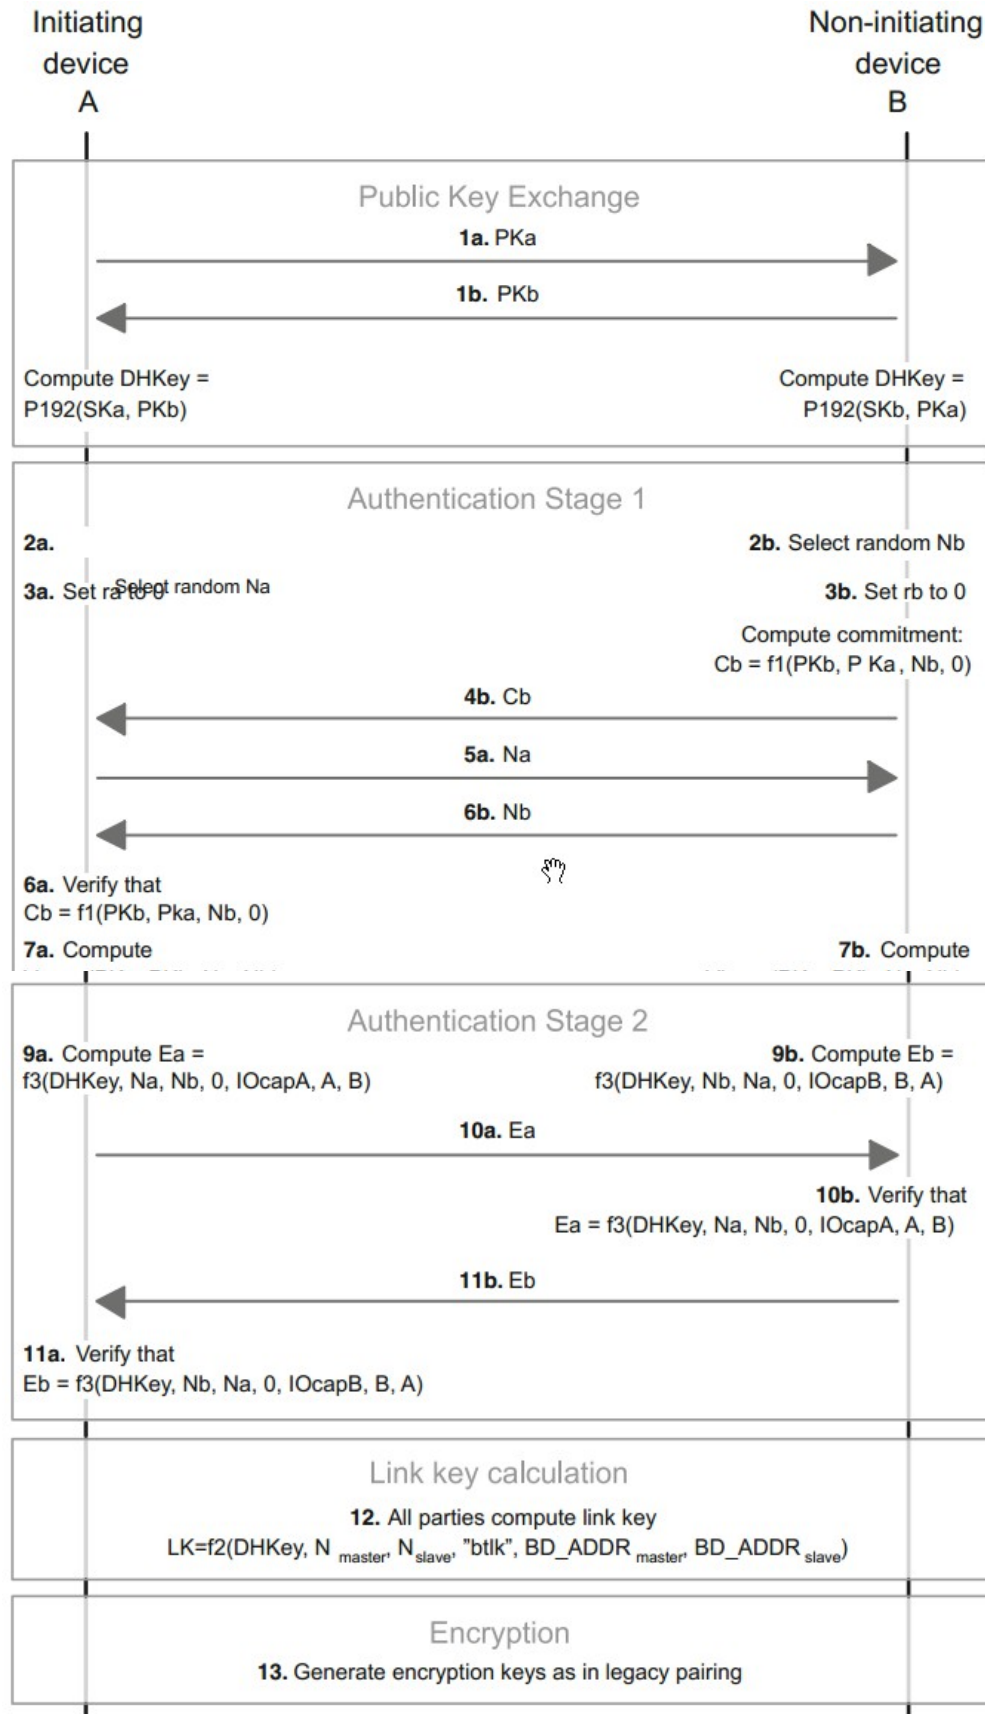 Initiating
device
A
Non-initiating
device
B
Public Key Exchange
1a. PKa
1b. PKb
Compute DHKey =
P192(SKa, PKb)
Compute DHKey =
P192(SKb, PKa)
Authentication Stage 1
2a.
2b. Select random Nb
Select random Na
3a. Set ra to 0
3b. Set rb to 0
Compute commitment:
Cb = f1(PKb, P Ka , Nb, 0)
4b. Cb
5a. Na
6b. Nb
6a. Verify that
Cb = f1(PKb, Pka, Nb, 0)
7a. Compute
7b. Compute
Authentication Stage 2
9a. Compute Ea =
f3(DHKey, Na, Nb, 0, IOcapA, A, B)
9b. Compute Eb =
f3(DHKey, Nb, Na, 0, IOcapB, B, A)
10a. Ea
10b. Verify that
Ea = f3(DHKey, Na, Nb, 0, IOcapA, A, B)
11b. Eb
11a. Verify that
Eb = f3(DHKey, Nb, Na, 0, IOcapB, B, A)
Link key calculation
12. All parties compute link key
LK=f2(DHKey, N master, N slave, "btlk", BD_ADDR master, BD_ADDR slave)
Encryption
13. Generate encryption keys as in legacy pairing